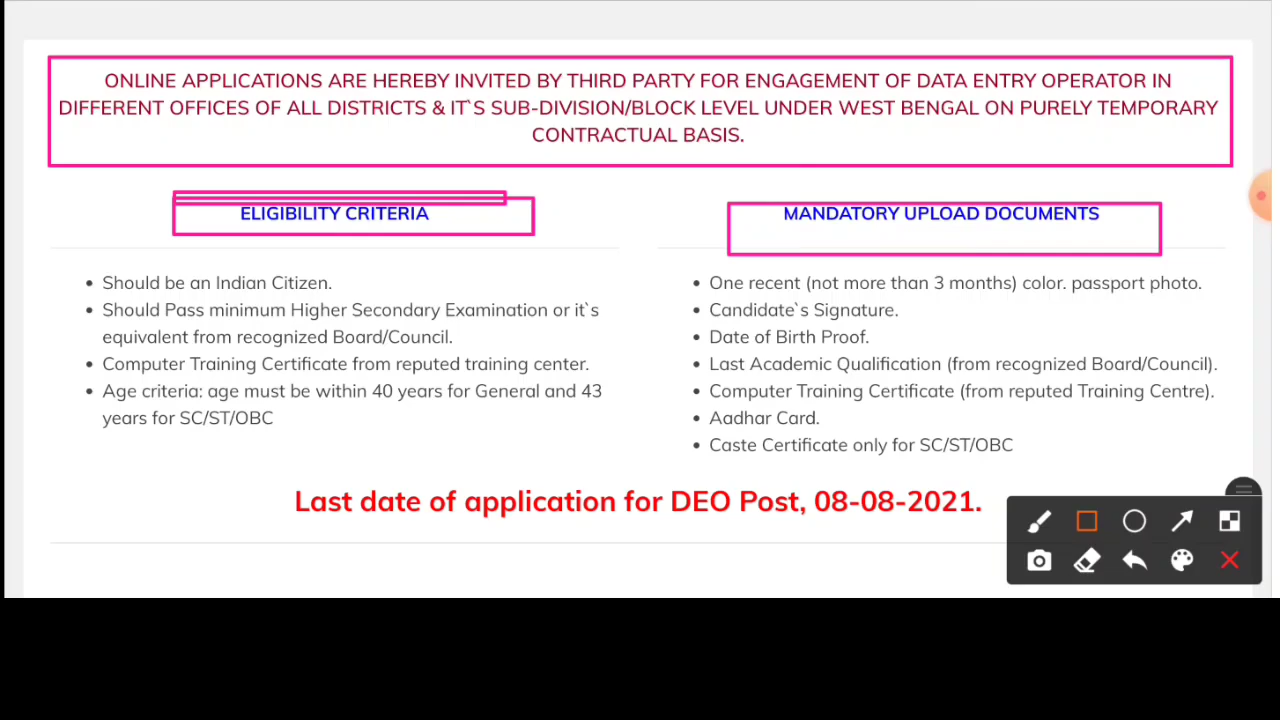 ONLINE APPLICATIONS ARE HEREBY INVITED BY THIRD PARTY FOR ENGAGEMENT OF DATA ENTRY OPERATOR IN
DIFFERENT OFFICES OF ALL DISTRICTS & IT`S SUB-DIVISION/BLOCK LEVEL UNDER WEST BENGAL ON PURELY TEMPORARY
CONTRACTUAL BASIS.
ELIGIBILITY CRITERIA
• Should be an Indian Citizen.
• Should Pass minimum Higher Secondary Examination or it`s
equivalent from recognized Board/Council.
• Computer Training Certificate from reputed training center.
• Age criteria: age must be within 40 years for General and 43
years for SC/ST/OBC
MANDATORY UPLOAD DOCUMENTS
• One recent (not more than 3 months) color. passport photo.
• Candidate`s Signature.
• Date of Birth Proof.
• Last Academic Qualification (from recognized Board/Council).
• Computer Training Certificate (from reputed Training Centre).
• Aadhar Card.
• Caste Certificate only for SC/ST/OBC
Last date of application for DEO Post, 08-08-2021.